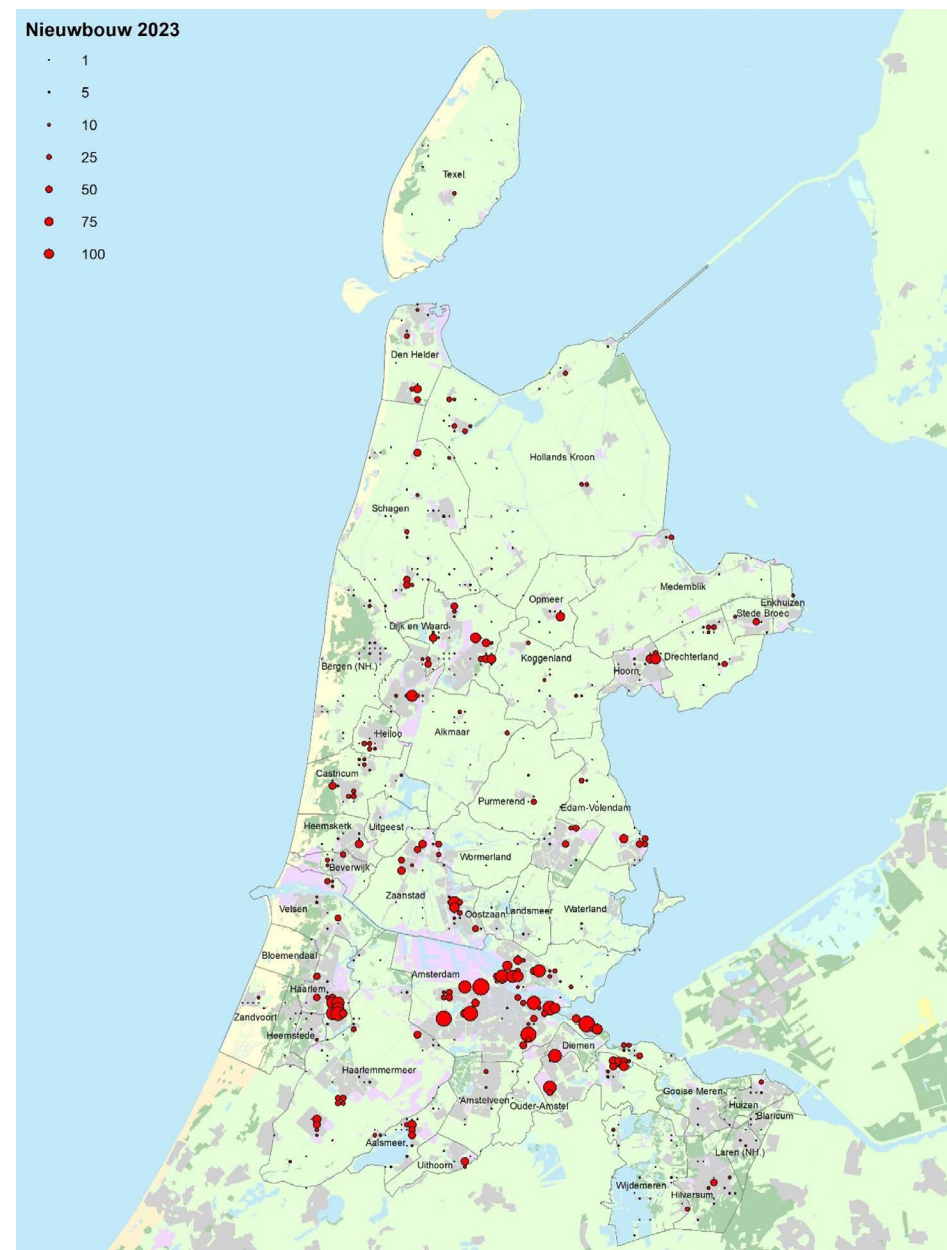 Nieuwbouw 2023
1
5
10
25
50
75
100
Texel
Den Helder
Hollands Kroon
Schagen
Medemblik
Opmeer
Enkhuizen
Stede Broec
Dijk en Waard
Koggenland
Drechterland
Bergen (NH.)
Hoorn
Heiloo
Alkmaar
Castricum
Purmerend
Edam-Volendam
Heemskerk
Uitgeest
Wormerland
Beverwijk
Zaanstad
Velsen
Oostzaan
Landsmeer
Waterland
Bloemendaal
Amsterdam
Haarlem
Zandvoort
Heemstede
Diemen
Haarlemmermeer
Gooise Meren
Amstelveen
Ouder-Amstel
Huizen
Blaricum
Aalsmeer
Laren (NH.)
Uithoorn
Wijdemeren
Hilversum